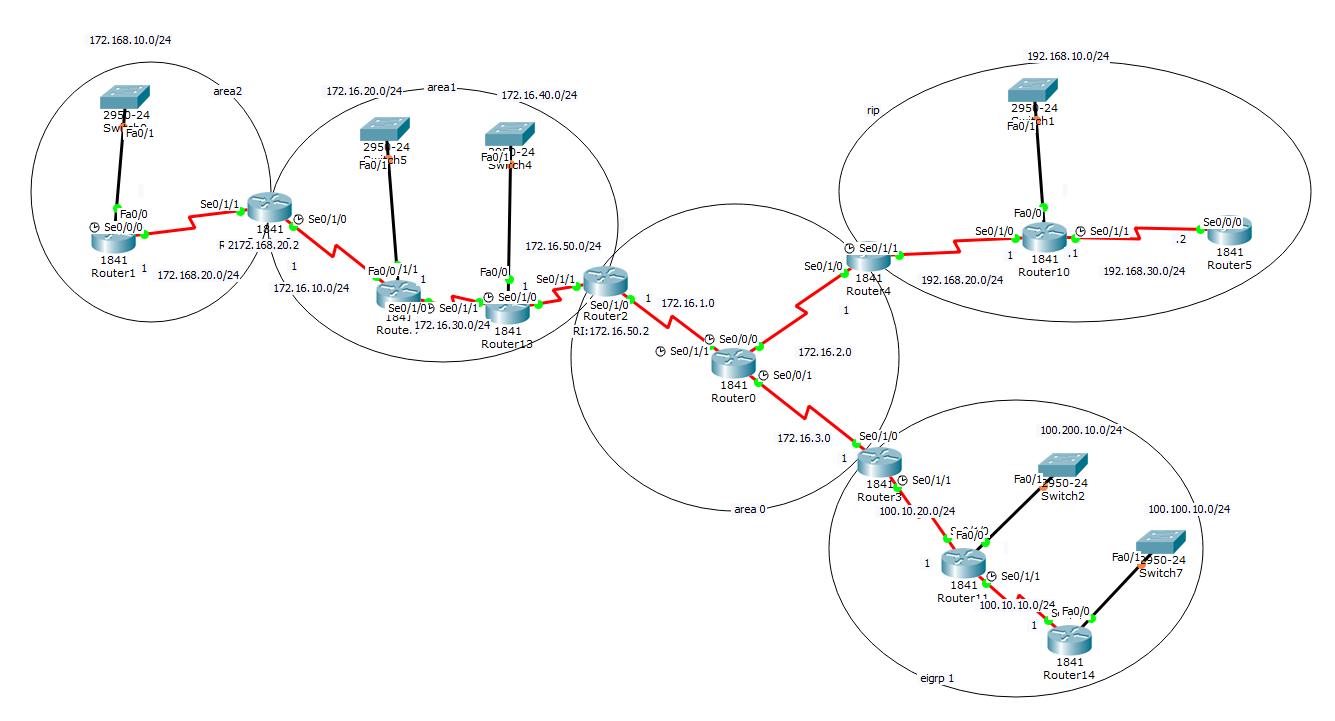 172.168.10.0/24
area2
2950-24
Fa0/1
Fa0/0
Se0/0/0
1841
Router1
1
172.168.20.0/24
Se0/1/1
1841
172.168.20.2
Se0/1/0
1
172.16.10.0/24
area1
172.16.20.0/24
172.16.40.0/24
2950-24
Switch5
Fa0/1
2950-24
Switch4
Fa0/1
Fa0/0
1
Se0/1/0
Se0/1/1
172.16.30.0/24
Fa0/0
1
Se0/1/0
1841
Router13
Se0/1/1
172.16.50.0/24
Se0/1/0
Router2
RI:172.16.50.2
1
172.16.1.0
Se0/1/1
Se0/0/0
1841
Router0
Se0/0/1
172.16.2.0
172.16.3.0
area 0
Se0/1/0
Se0/1/1
1841
Router4
1
rip
192.168.10.0/24
2950-24
Switch1
Fa0/1
Fa0/0
192.168.20.0/24
Se0/1/0
1
1841
Router10
Se0/1/1
.1
192.168.30.0/24
.2
Se0/0/0
1841
Router5
Se0/1/0
1
1841
Router3
Se0/1/1
100.10.20.0/24
100.200.10.0/24
Fa0/1
2950-24
Switch2
Fa0/0
1
1841
Router11
Se0/1/1
100.10.10.0/24
100.100.10.0/24
Fa0/1
2950-24
Switch7
Fa0/0
1
1841
Router14
eigrp 1